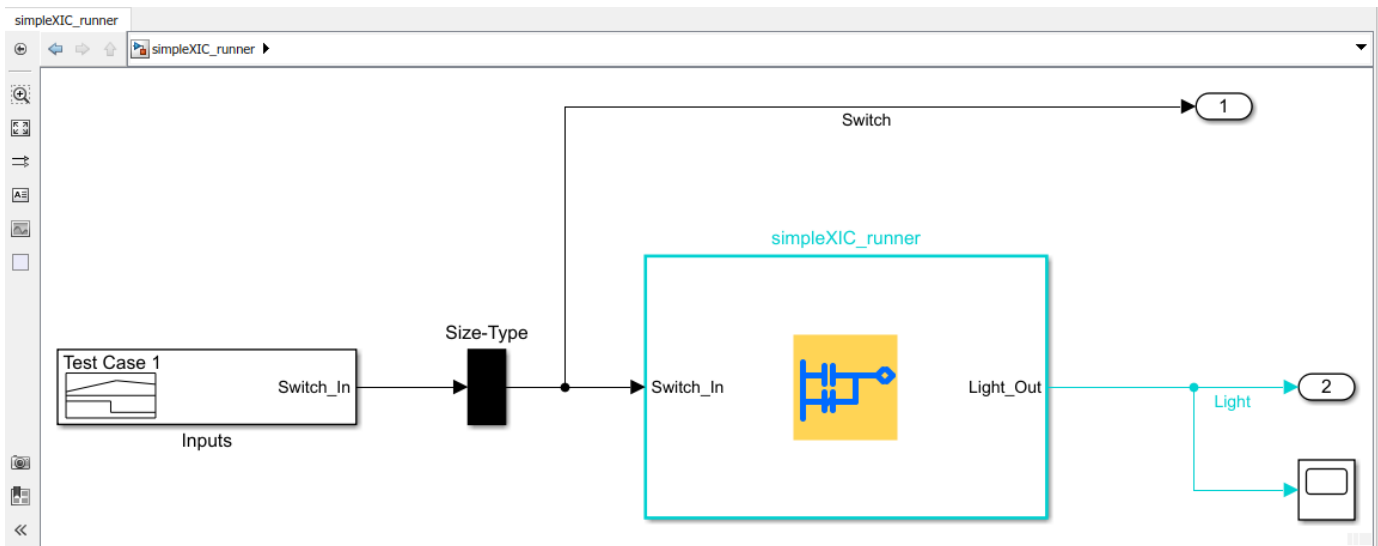 simpleXIC_runner
simpleXIC_runner
1
Switch
simpleXIC_runner
Size-Type
Test Case 1
Switch_In
Switch_In
Light_Out
2
Light
Inputs